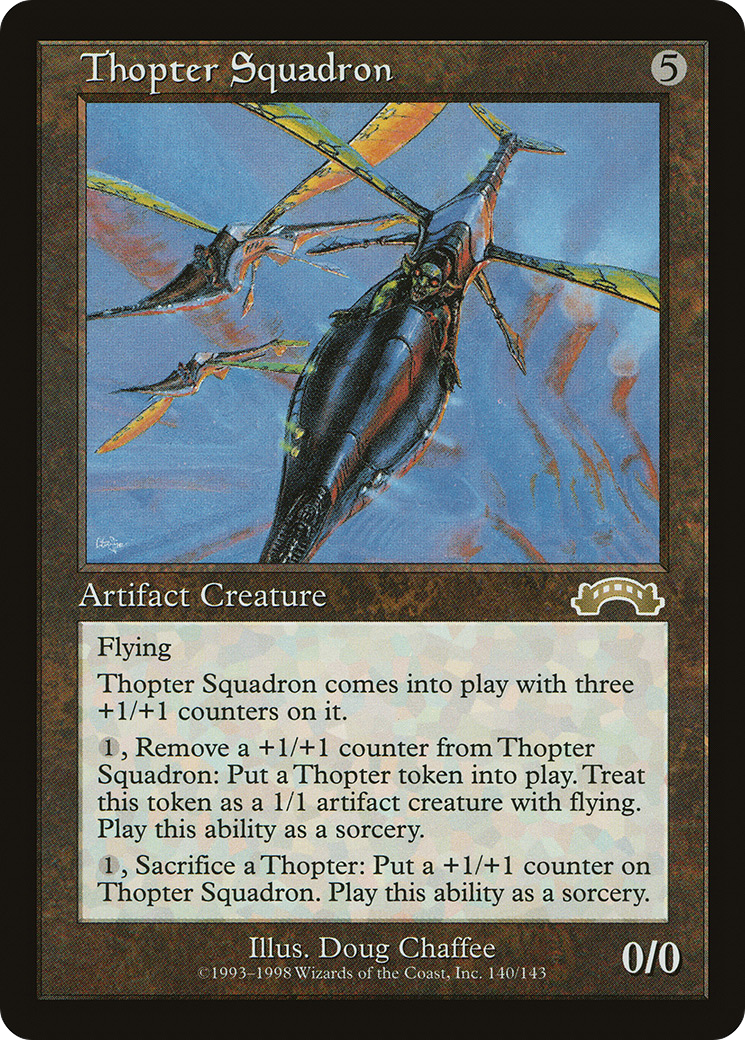 Thopter Squadron 5
Artifact Creature
Flying
Thopter Squadron comes into play with three
+1/+1 counters on it.
1, Remove a +1/+1 counter from Thopter
Squadron: Put a Thopter token into play. Treat
this token as a 1/1 artifact creature with flying.
Play this ability as a sorcery.
1, Sacrifice a Thopter: Put a +1/+1 counter on
Thopter Squadron. Play this ability as a sorcery.
Illus. Doug Chaffee
0/0
©1993–1998 Wizards of the Coast, Inc. 140/143